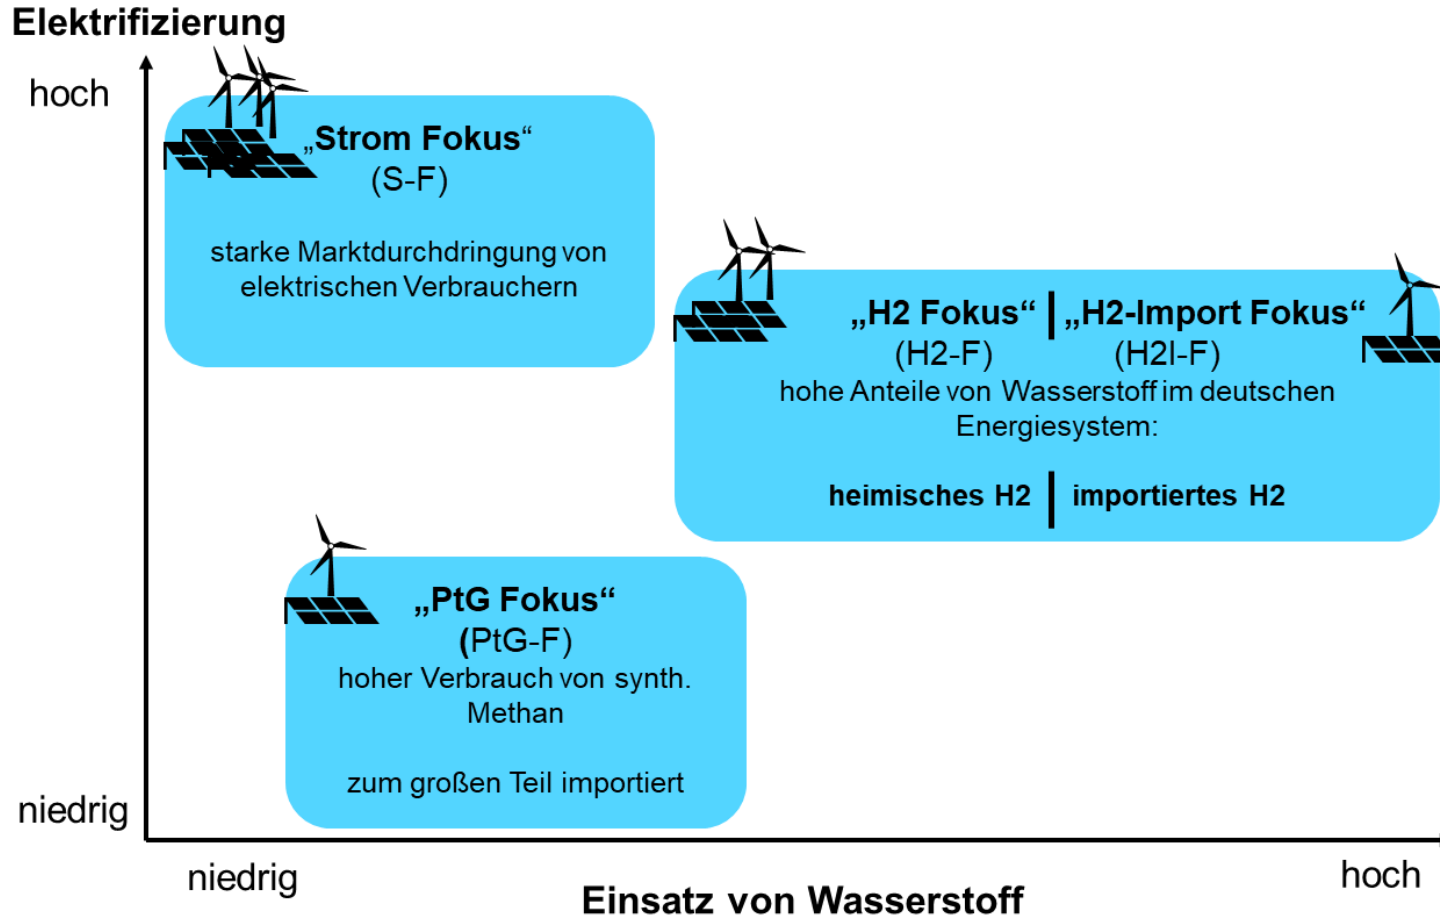 Elektrifizierung
hoch
„Strom Fokus“
(S-F)
starke Marktdurchdringung von
elektrischen Verbrauchern
„H2 Fokus“ | „H2-Import Fokus“
(H2-F) (H2I-F)
hohe Anteile von Wasserstoff im deutschen
Energiesystem:
heimisches H2 | importiertes H2
„PtG Fokus“
(PtG-F)
hoher Verbrauch von synth.
Methan
zum großen Teil importiert
niedrig
niedrig
hoch
Einsatz von Wasserstoff